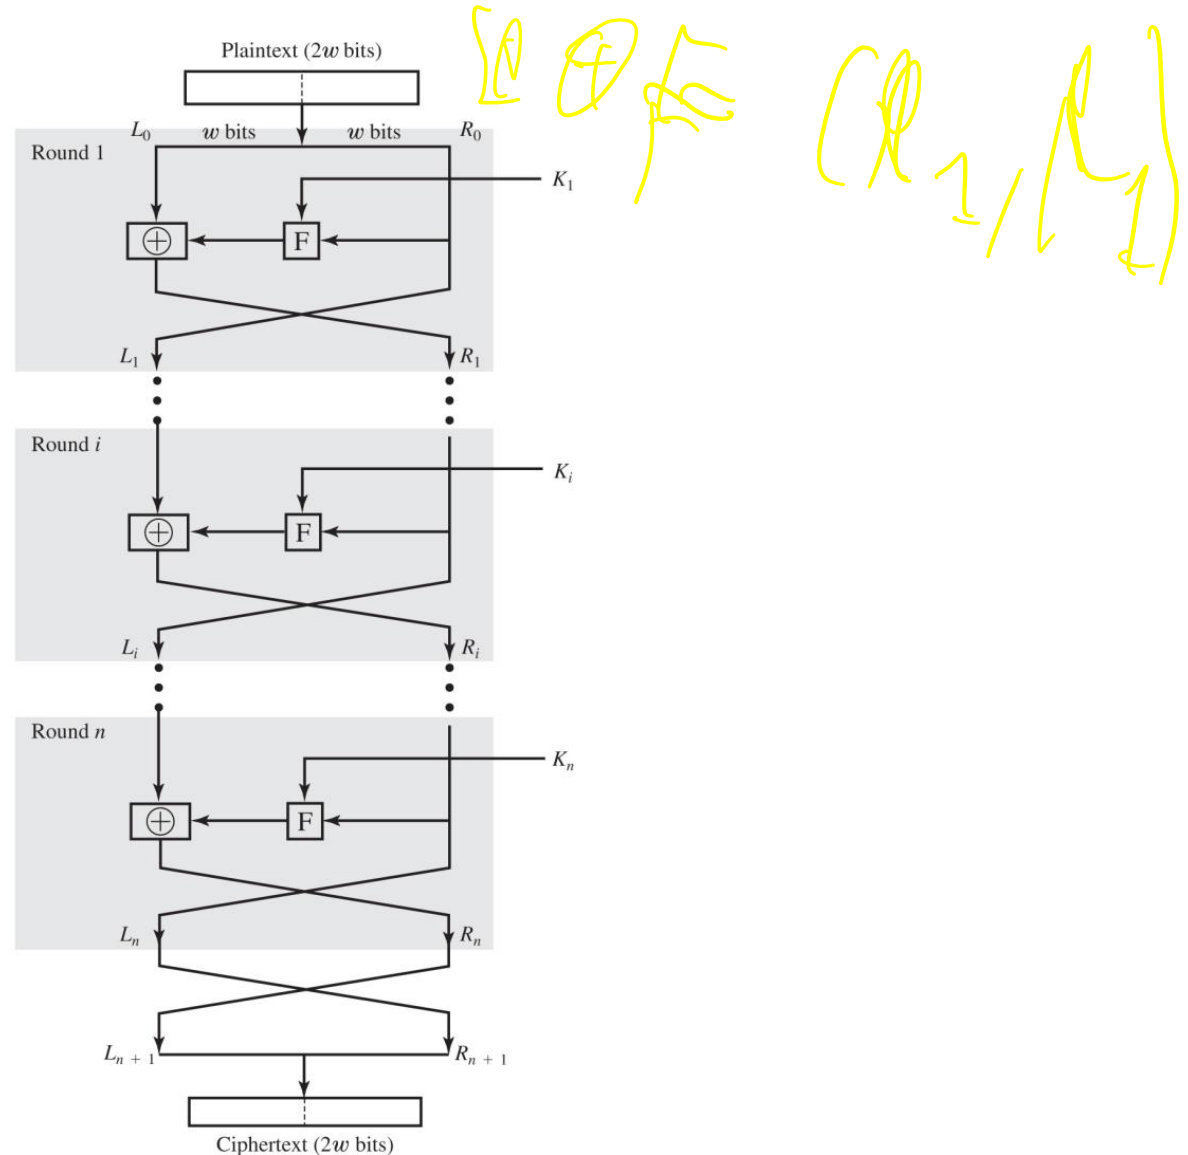 Plaintext (2w bits)
L₀ w bits w bits R₀
Round 1
K₁
⊕ F
L₁ R₁
Round i
Kᵢ
⊕ F
Lᵢ Rᵢ
Round n
Kₙ
⊕ F
Lₙ Rₙ
Lₙ ₊ ₁ Rₙ ₊ ₁
Ciphertext (2w bits)